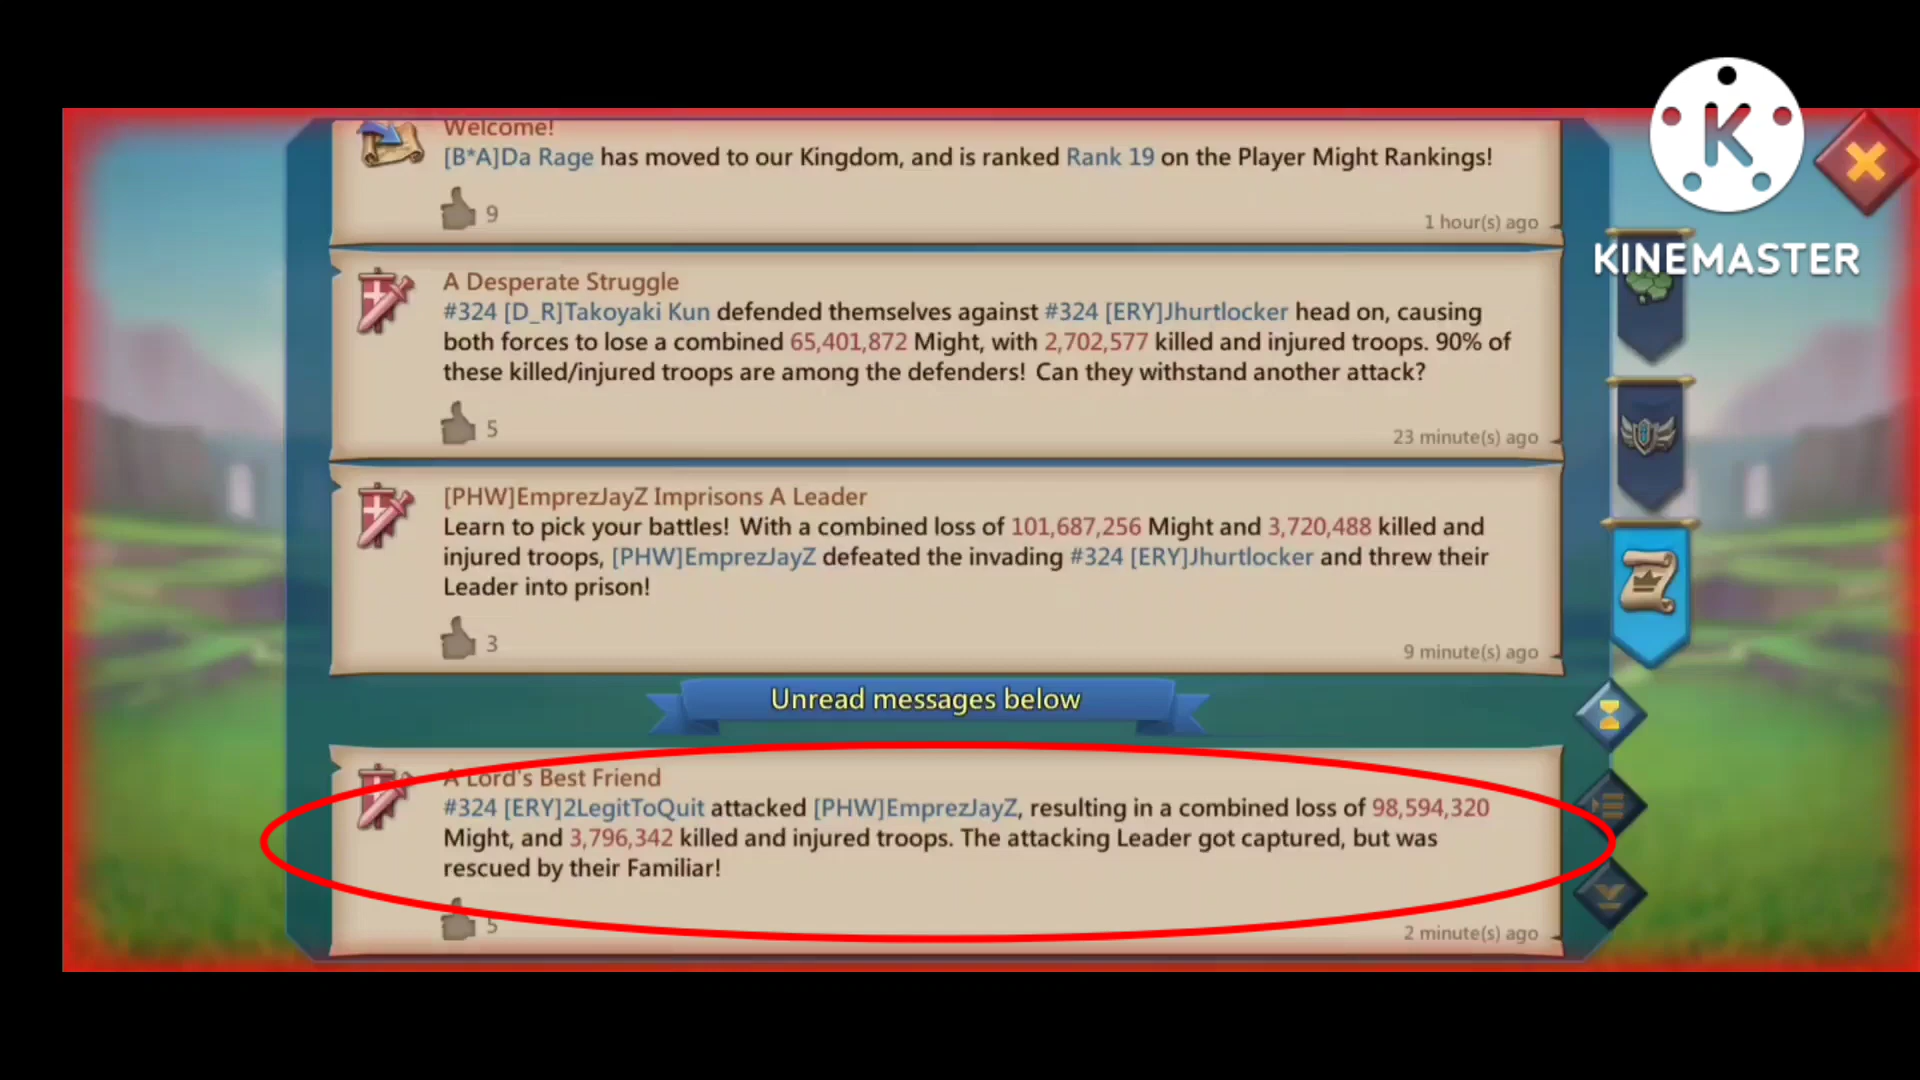 Welcome!
[B*A]Da Rage has moved to our Kingdom, and is ranked Rank 19 on the Player Might Rankings!
9
1 hour(s) ago
K
KINEMASTER
A Desperate Struggle
#324 [D_R]Takoyaki Kun defended themselves against #324 [ERY]Jhurtlocker head on, causing
both forces to lose a combined 65,401,872 Might, with 2,702,577 killed and injured troops. 90% of
these killed/injured troops are among the defenders! Can they withstand another attack?
5
23 minute(s) ago
[PHW]EmprezJayZ Imprisons A Leader
Learn to pick your battles! With a combined loss of 101,687,256 Might and 3,720,488 killed and
injured troops, [PHW]EmprezJayZ defeated the invading #324 [ERY]Jhurtlocker and threw their
Leader into prison!
3
9 minute(s) ago
Unread messages below
A Lord's Best Friend
#324 [ERY]2LegitToQuit attacked [PHW]EmprezJayZ, resulting in a combined loss of 98,594,320
Might, and 3,796,342 killed and injured troops. The attacking Leader got captured, but was
rescued by their Familiar!
5
2 minute(s) ago